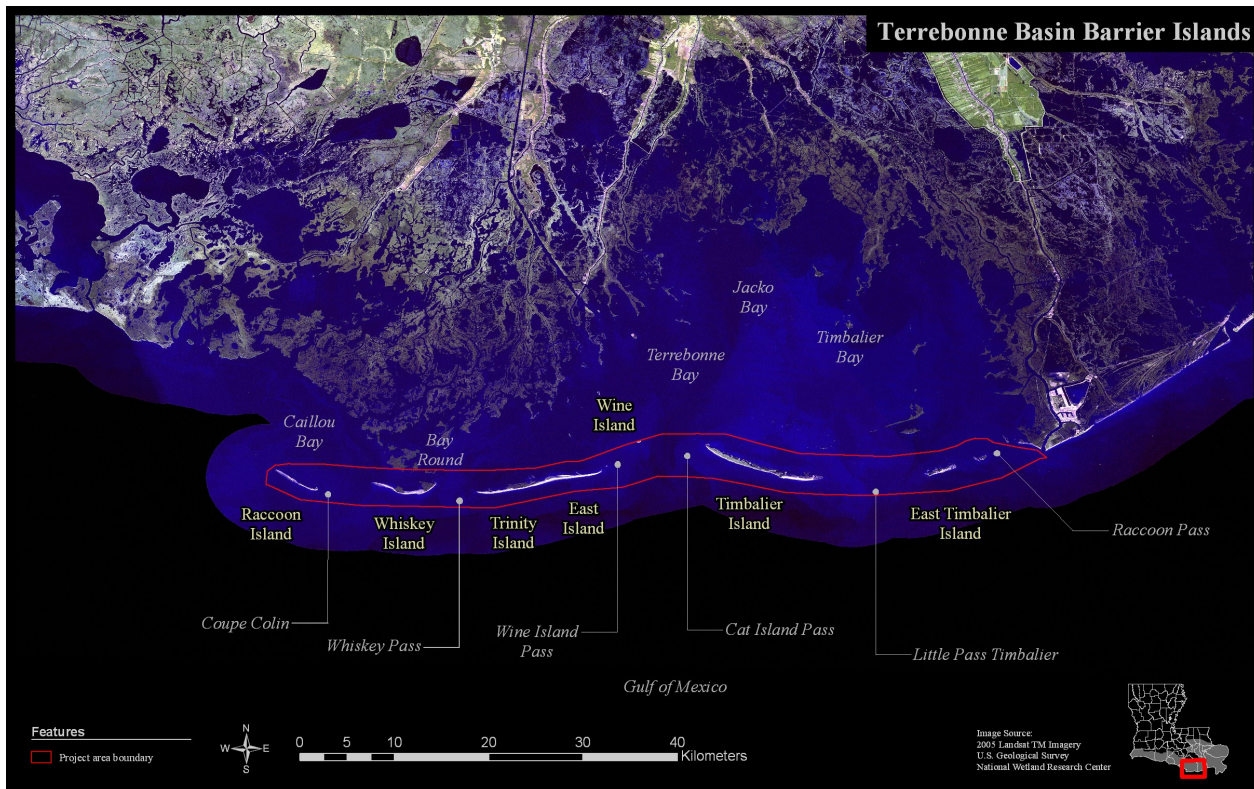 Terrebonne Basin Barrier Islands
Jacko
Bay
Timbalier
Bay
Terrebonne
Bay
Wine
Island
Caillou
Bay
Bay
Round
Raccoon
Island
Whiskey
Island
Trinity
Island
East
Island
Timbalier
Island
East Timbalier
Island
Raccoon Pass
Coupe Colin
Whiskey Pass
Wine Island
Pass
Cat Island Pass
Little Pass Timbalier
Gulf of Mexico
Features
Project area boundary
N
W
E
S
0 5 10 20 30 40
Kilometers
Image Source:
2005 Landsat TM Imagery
U.S. Geological Survey
National Wetland Research Center